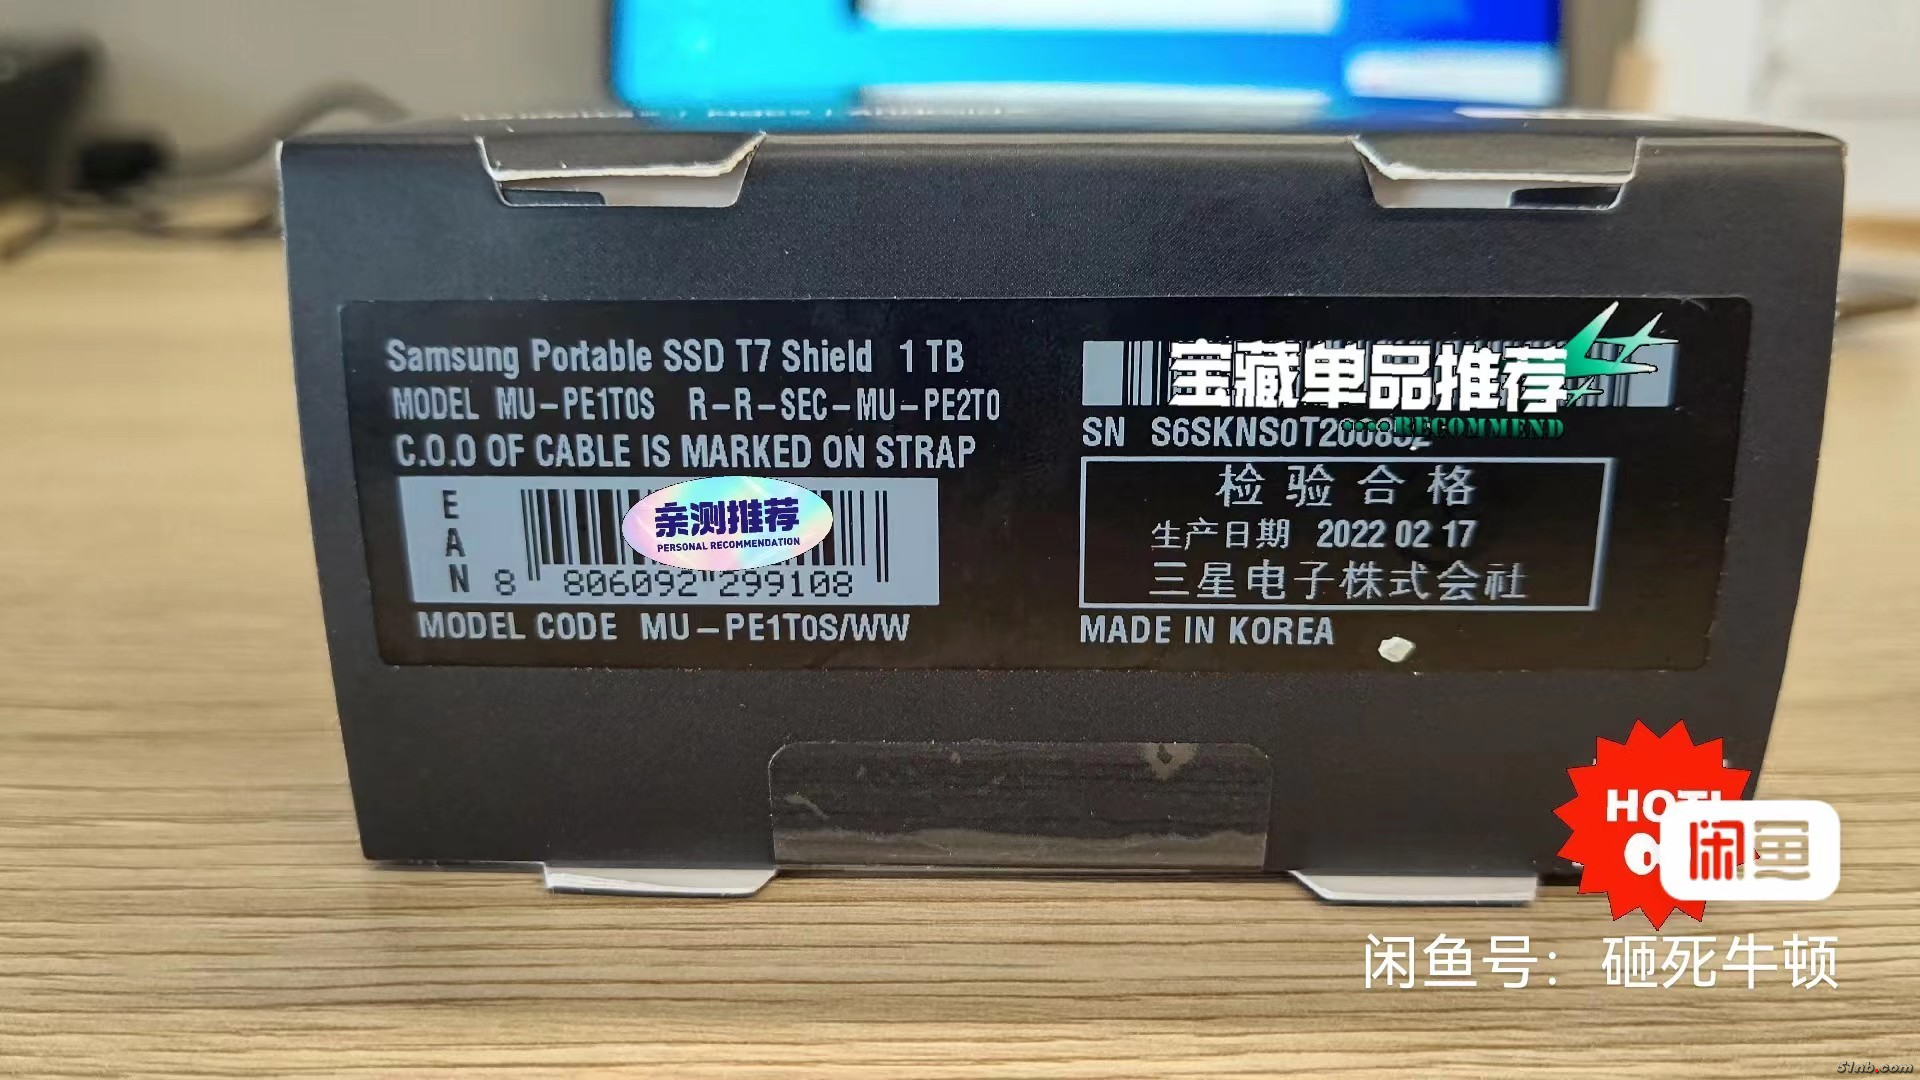 Samsung Portable SSD T7 Shield 1 TB
MODEL MU-PE1T0S R-R-SEC-MU-PE2T0
C.O.O OF CABLE IS MARKED ON STRAP
EAN
亲测推荐
PERSONAL RECOMMENDATION
8 806092 299108
MODEL CODE MU-PE1T0S/WW
宝藏单品推荐
RECOMMEND
SN S6SKNS0T2008
检验合格
生产日期 2022 02 17
三星电子株式会社
MADE IN KOREA
闲鱼
闲鱼号：砸死牛顿
51nb.com